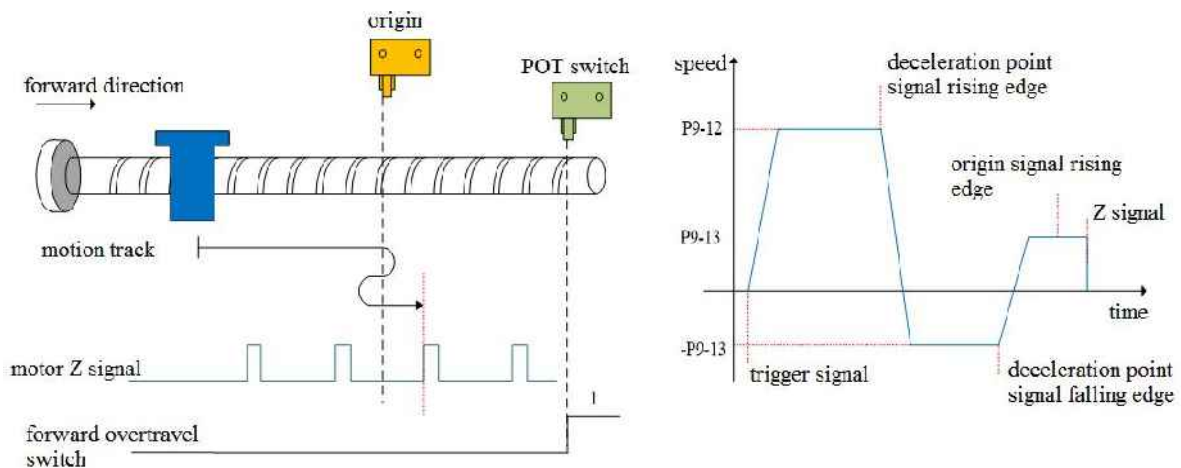 origin
POT switch
forward direction
motion track
motor Z signal
forward overtravel
switch
1
speed
deceleration point
signal rising edge
P9-12
origin signal rising
edge
Z signal
P9-13
time
-P9-13
trigger signal
deceleration point
signal falling edge